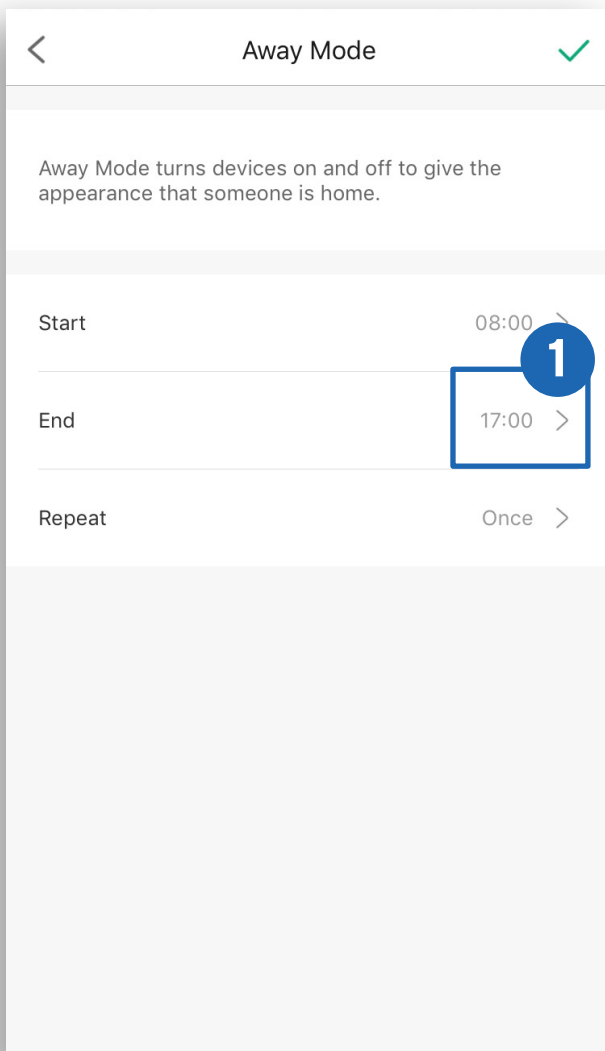 Away Mode
Away Mode turns devices on and off to give the
appearance that someone is home.
Start 08:00
1
End 17:00
Repeat Once